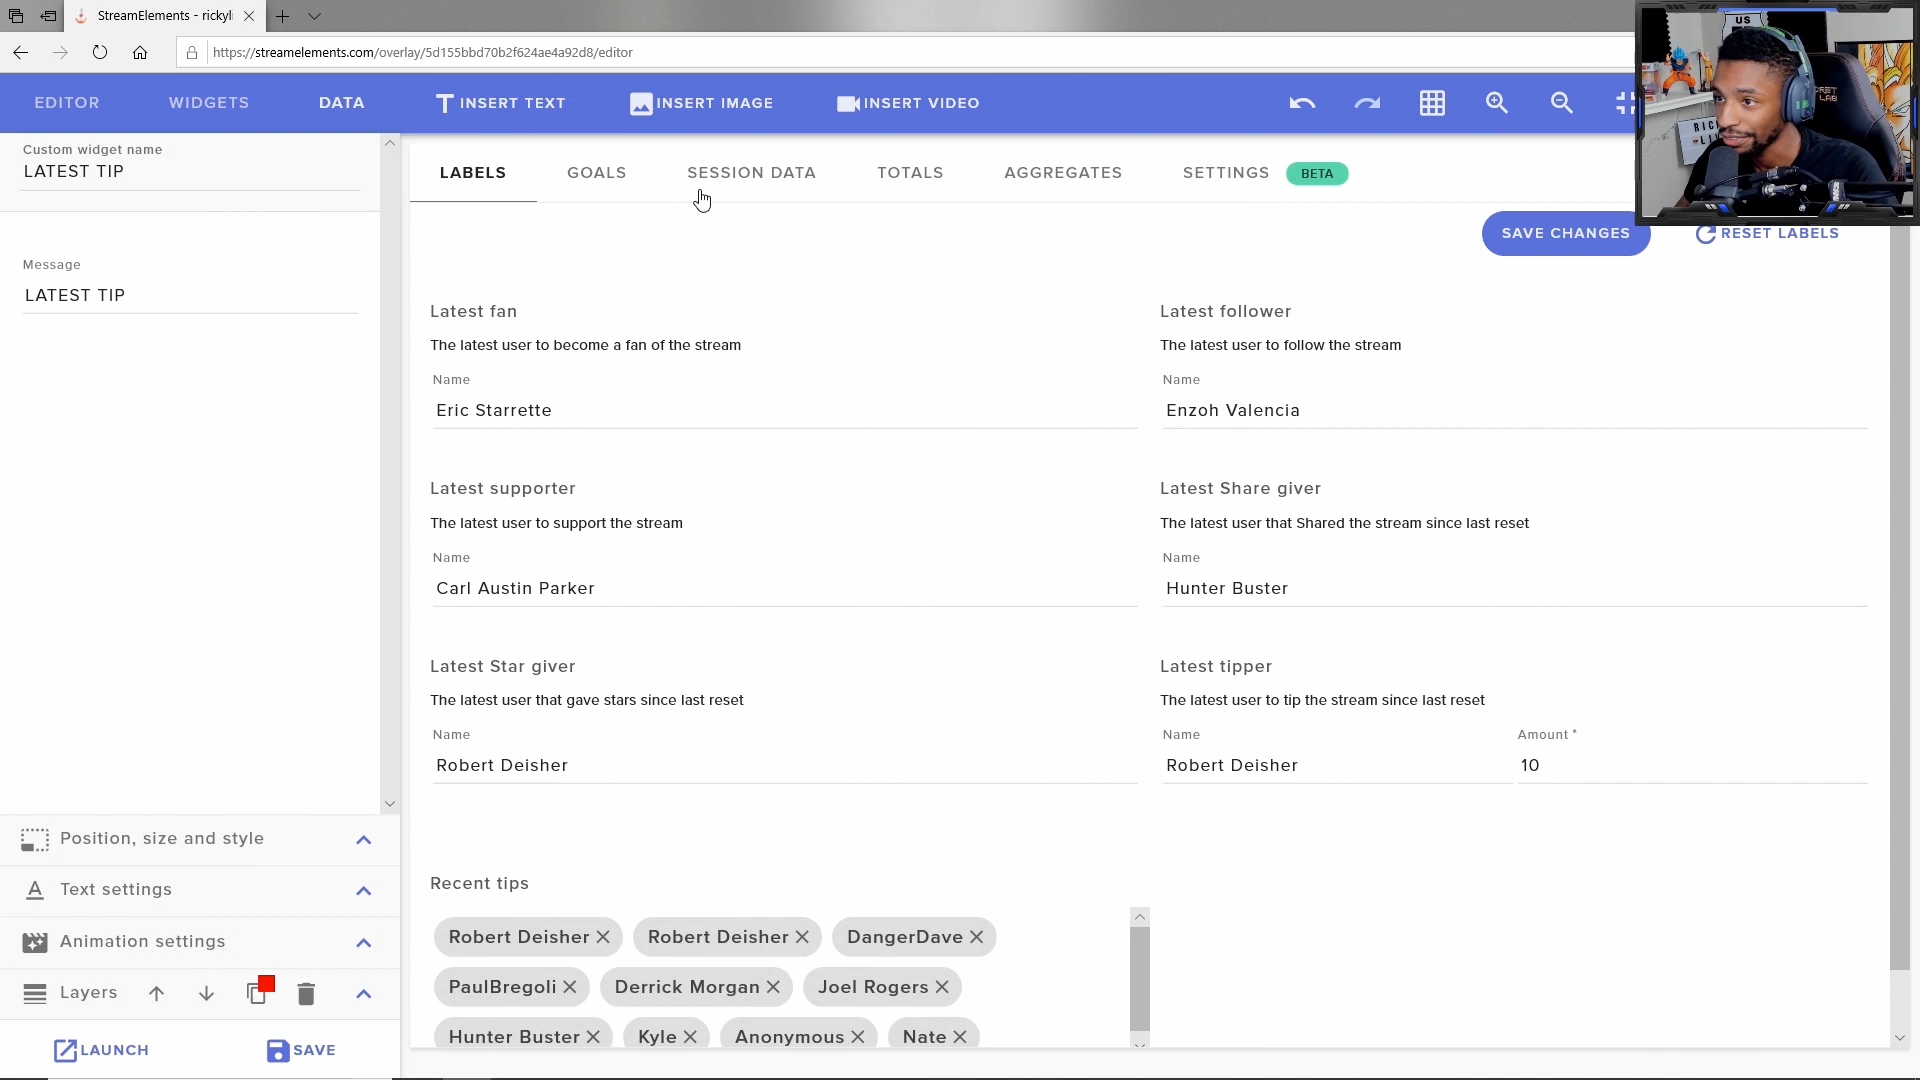 StreamElements - rickyli
https://streamelements.com/overlay/5d155bbd70b2f624ae4a92d8/editor
EDITOR WIDGETS DATA INSERT TEXT INSERT IMAGE INSERT VIDEO
US
Custom widget name
LATEST TIP
Message
LATEST TIP
LABELS GOALS SESSION DATA TOTALS AGGREGATES SETTINGS BETA
SAVE CHANGES RESET LABELS
Latest fan
The latest user to become a fan of the stream
Name
Eric Starrette
Latest follower
The latest user to follow the stream
Name
Enzoh Valencia
Latest supporter
The latest user to support the stream
Name
Carl Austin Parker
Latest Share giver
The latest user that Shared the stream since last reset
Name
Hunter Buster
Latest Star giver
The latest user that gave stars since last reset
Name
Robert Deisher
Latest tipper
The latest user to tip the stream since last reset
Name Amount *
Robert Deisher 10
Recent tips
Robert Deisher Robert Deisher DangerDave
PaulBregoli Derrick Morgan Joel Rogers
Hunter Buster Kyle Anonymous Nate
Position, size and style
Text settings
Animation settings
Layers
LAUNCH SAVE